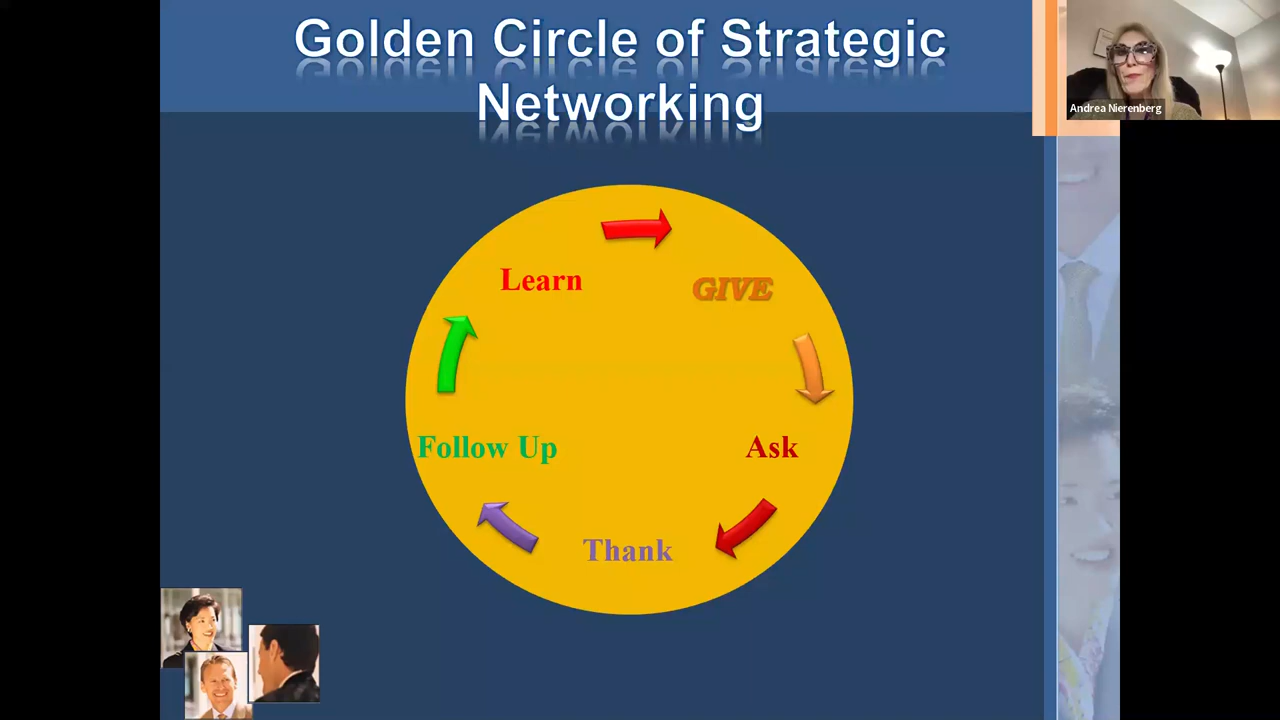 Golden Circle of Strategic
Networking
Andrea Nierenberg
Learn
GIVE
Follow Up
Ask
Thank